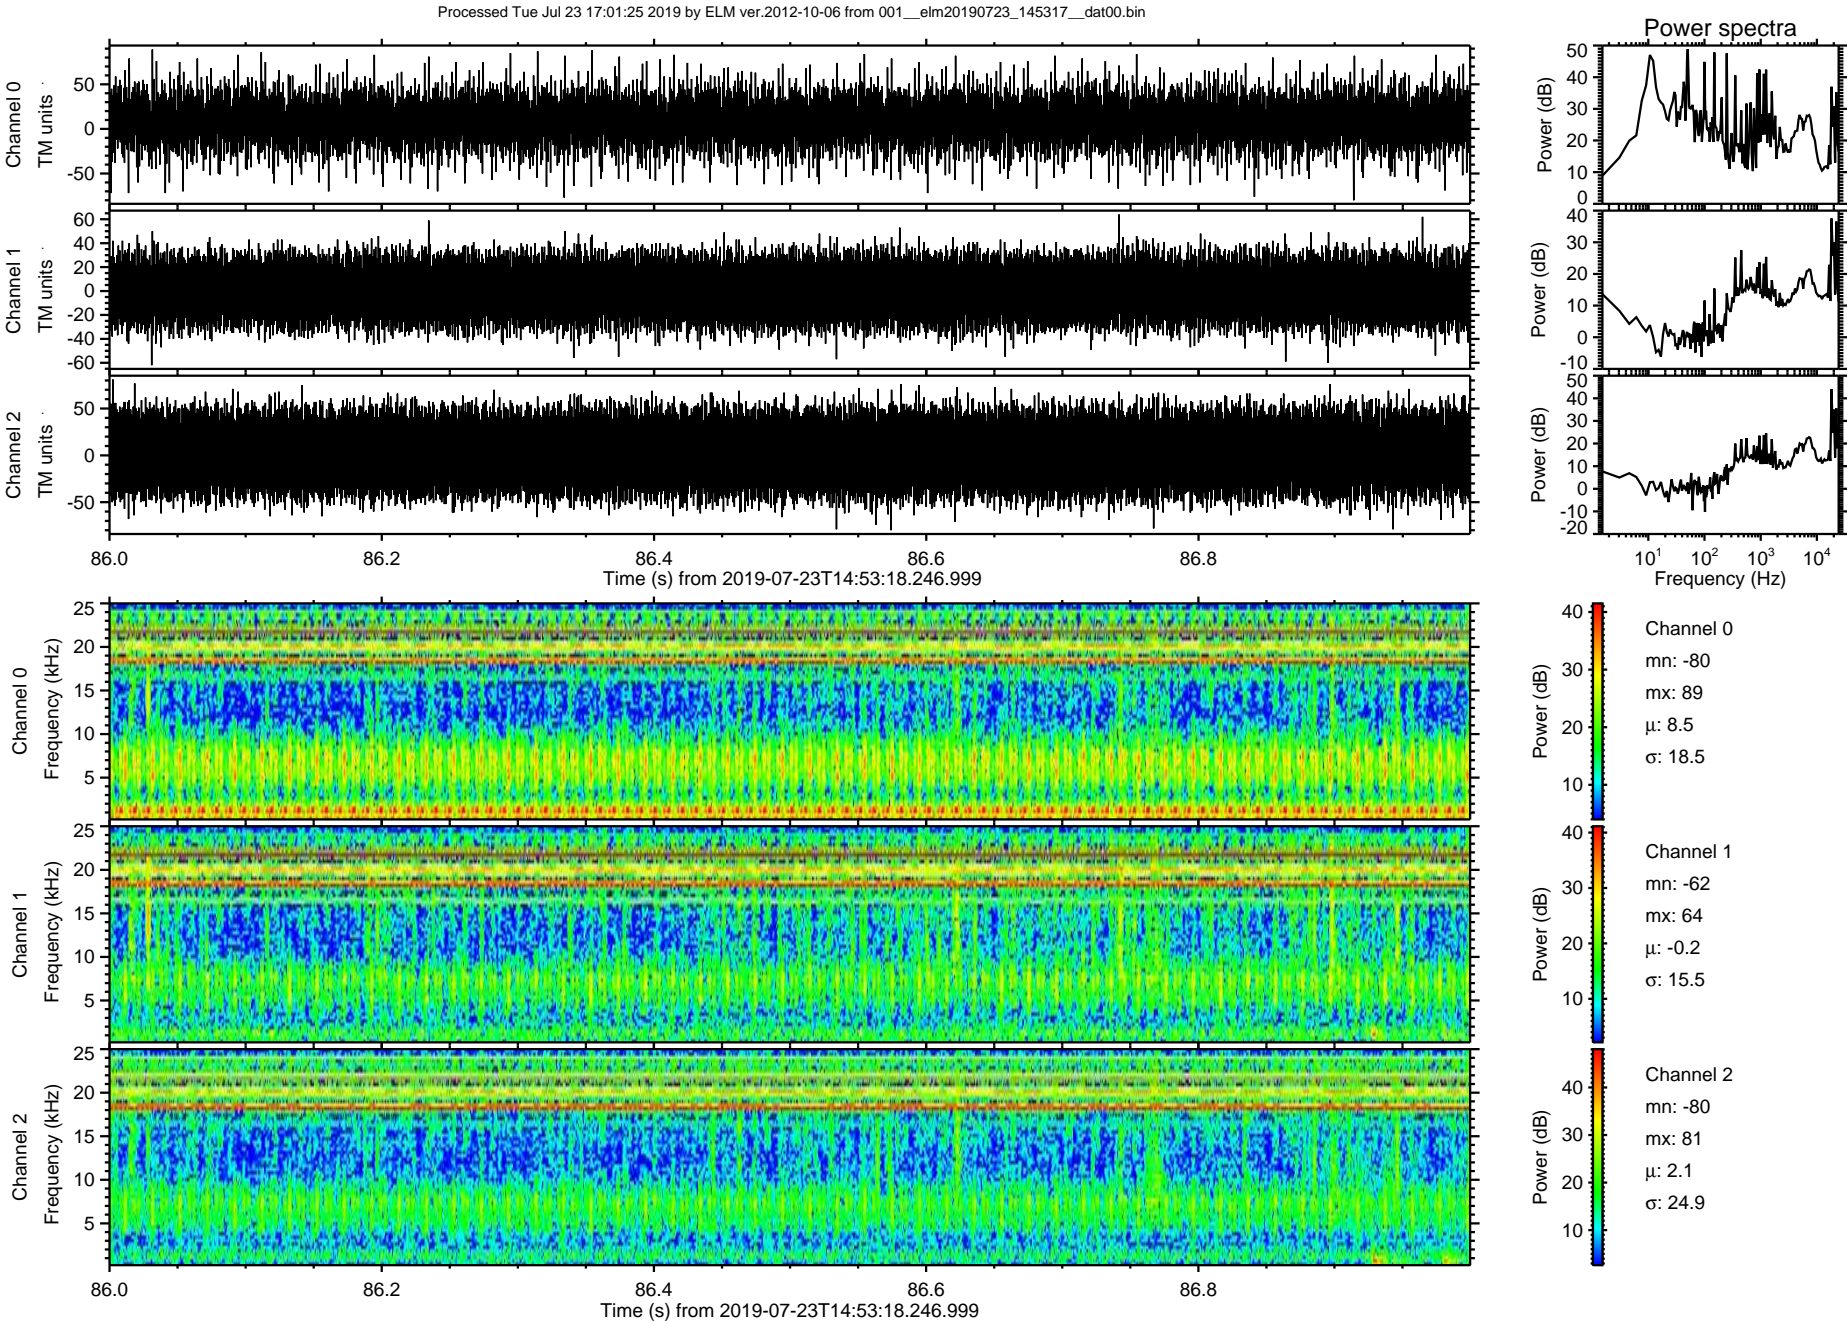 Processed Tue Jul 23 17:01:25 2019 by ELM ver.2012-10-06 from 001__elm20190723_145317__dat00.bin
Power spectra
Channel 0
TM units
50
0
-50
Power (dB)
50
40
30
20
10
0
Channel 1
TM units
60
40
20
0
-20
-40
-60
Power (dB)
40
30
20
10
0
-10
Channel 2
TM units
50
0
-50
Power (dB)
50
40
30
20
10
0
-10
-20
86.0 86.2 86.4 86.6 86.8
Time (s) from 2019-07-23T14:53:18.246.999
10¹ 10² 10³ 10⁴
Frequency (Hz)
Channel 0
Frequency (kHz)
25
20
15
10
5
Power (dB)
40
30
20
10
Channel 0
mn: -80
mx: 89
μ: 8.5
σ: 18.5
Channel 1
Frequency (kHz)
25
20
15
10
5
Power (dB)
40
30
20
10
Channel 1
mn: -62
mx: 64
μ: -0.2
σ: 15.5
Channel 2
Frequency (kHz)
25
20
15
10
5
Power (dB)
40
30
20
10
Channel 2
mn: -80
mx: 81
μ: 2.1
σ: 24.9
86.0 86.2 86.4 86.6 86.8
Time (s) from 2019-07-23T14:53:18.246.999